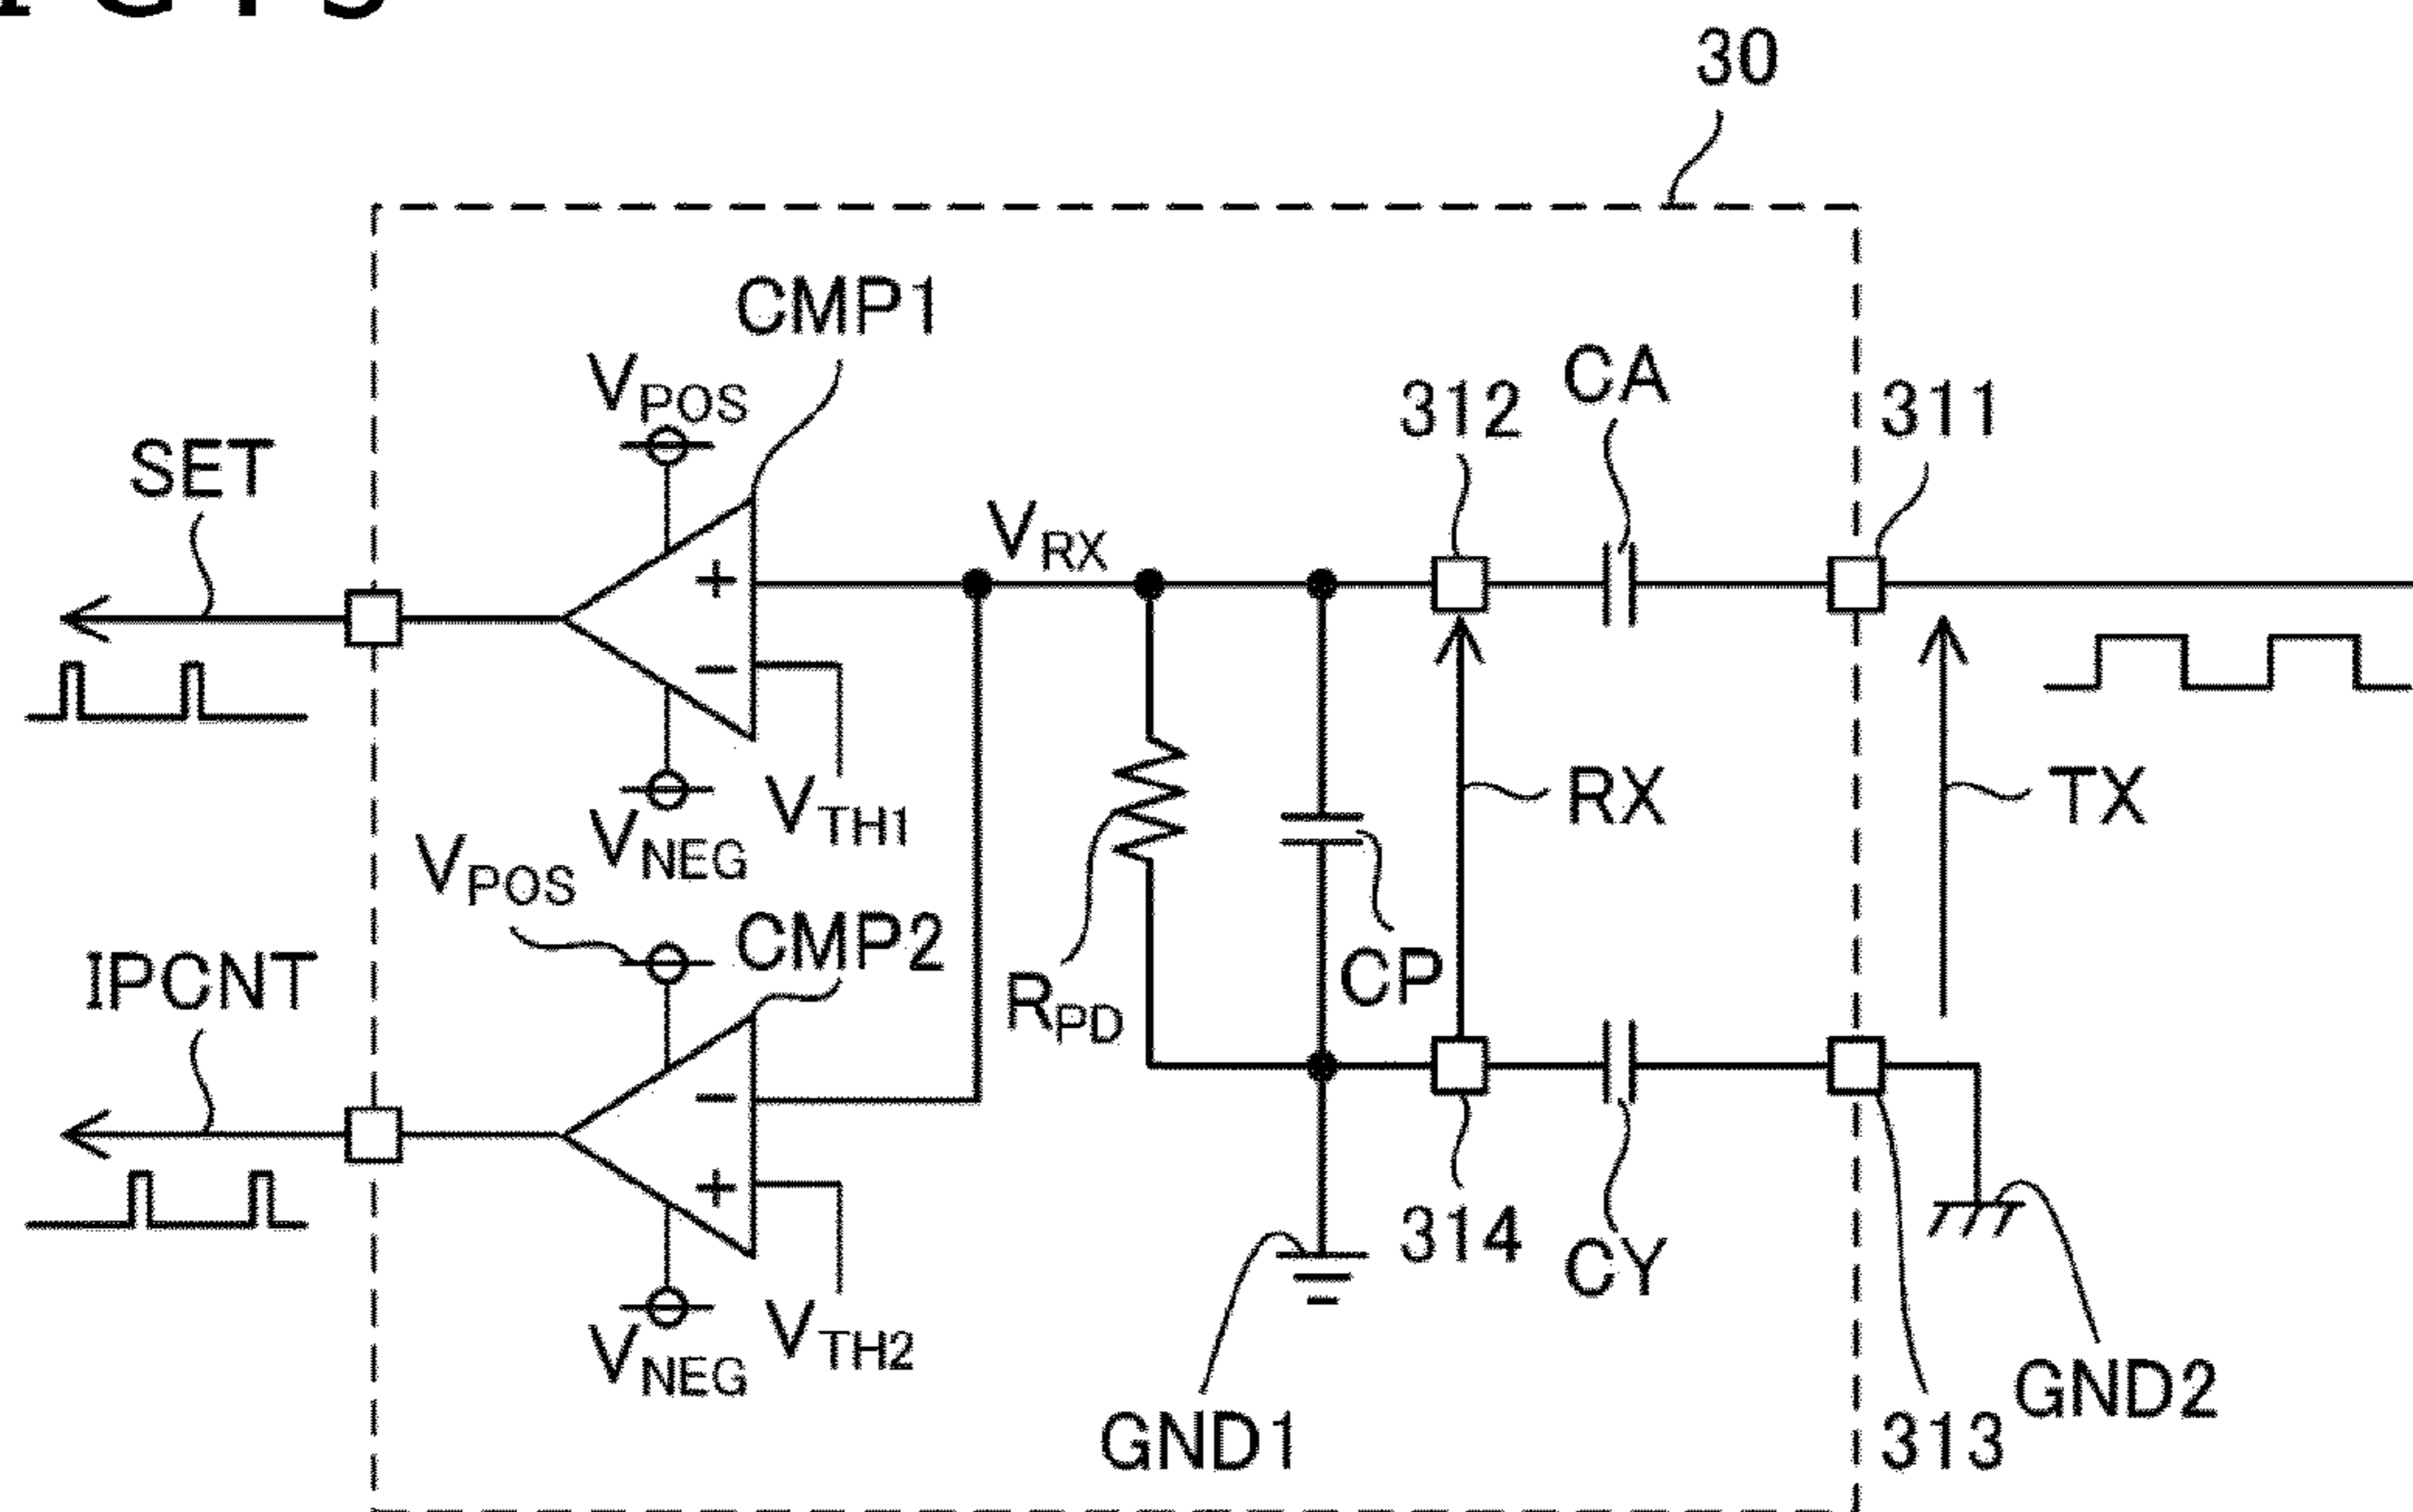 30
CMP1
VPOS
CA
312
311
SET
VRX
+
−
RX
TX
VTH1
VNEG
VPOS
CMP2
IPCNT
RPD
CP
−
+
314
CY
VTH2
VNEG
GND1
GND2
313